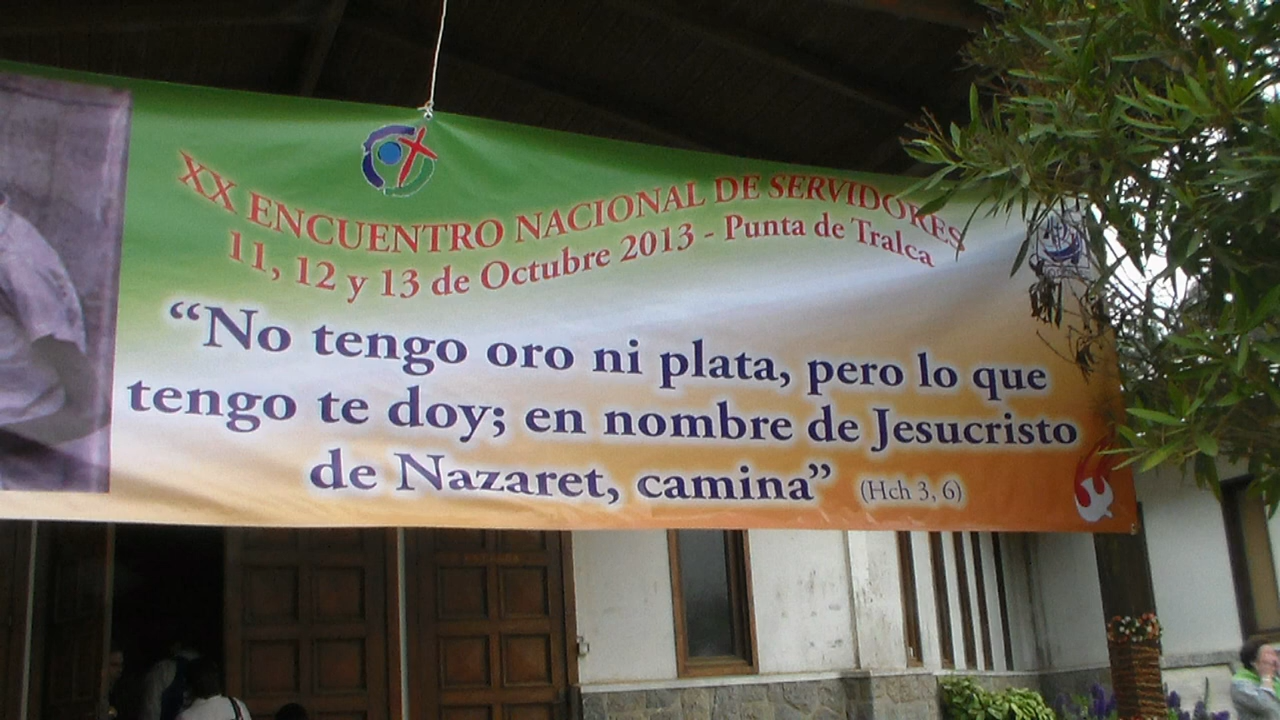 XX ENCUENTRO NACIONAL DE SERVIDORES
11, 12 y 13 de Octubre 2013 - Punta de Tralca
“No tengo oro ni plata, pero lo que
tengo te doy; en nombre de Jesucristo
de Nazaret, camina” (Hch 3, 6)